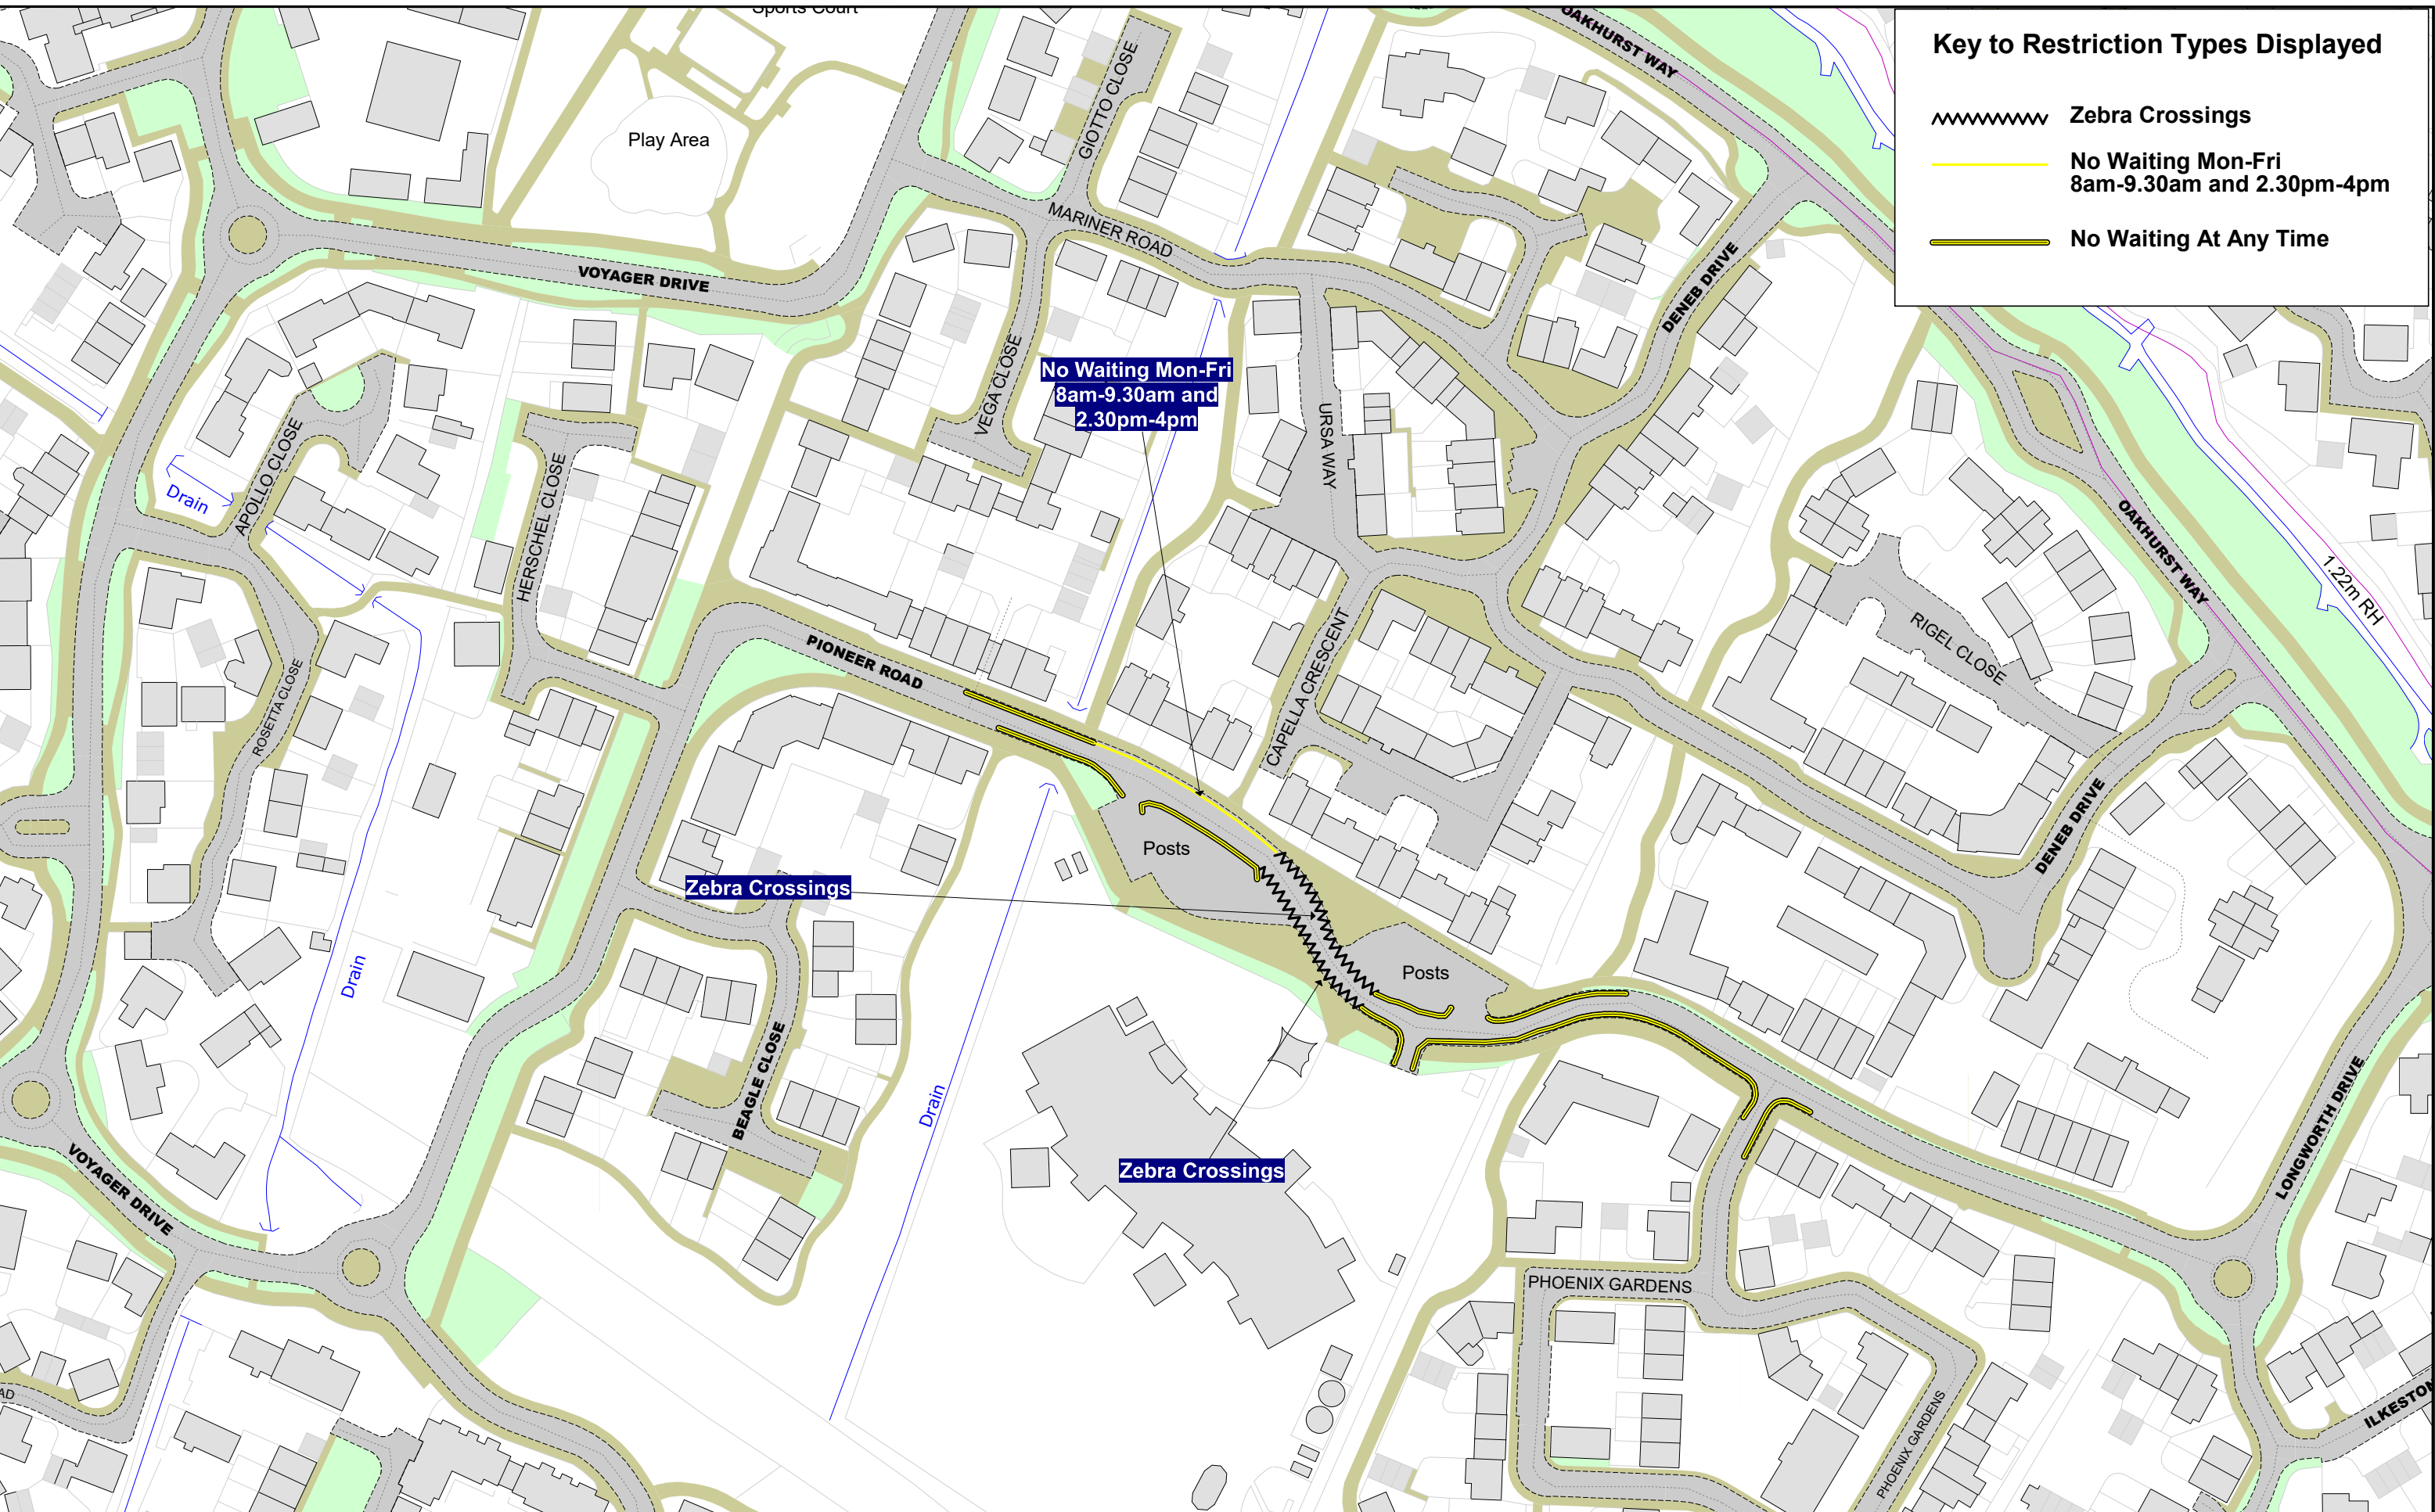 Sports Court
OAKHURST WAY
Key to Restriction Types Displayed
Zebra Crossings
No Waiting Mon-Fri
8am-9.30am and 2.30pm-4pm
No Waiting At Any Time
Play Area
GIOTTO CLOSE
MARINER ROAD
VOYAGER DRIVE
DENEB DRIVE
No Waiting Mon-Fri
8am-9.30am and
2.30pm-4pm
VEGA CLOSE
URSA WAY
APOLLO CLOSE
Drain
HERSCHEL CLOSE
OAKHURST WAY
1.22m RH
RIGEL CLOSE
PIONEER ROAD
CAPELLA CRESCENT
ROSETTA CLOSE
DENEB DRIVE
Posts
Zebra Crossings
Posts
Drain
BEAGLE CLOSE
Drain
LONGWORTH DRIVE
Zebra Crossings
VOYAGER DRIVE
PHOENIX GARDENS
AD
PHOENIX GARDENS
ILKESTON